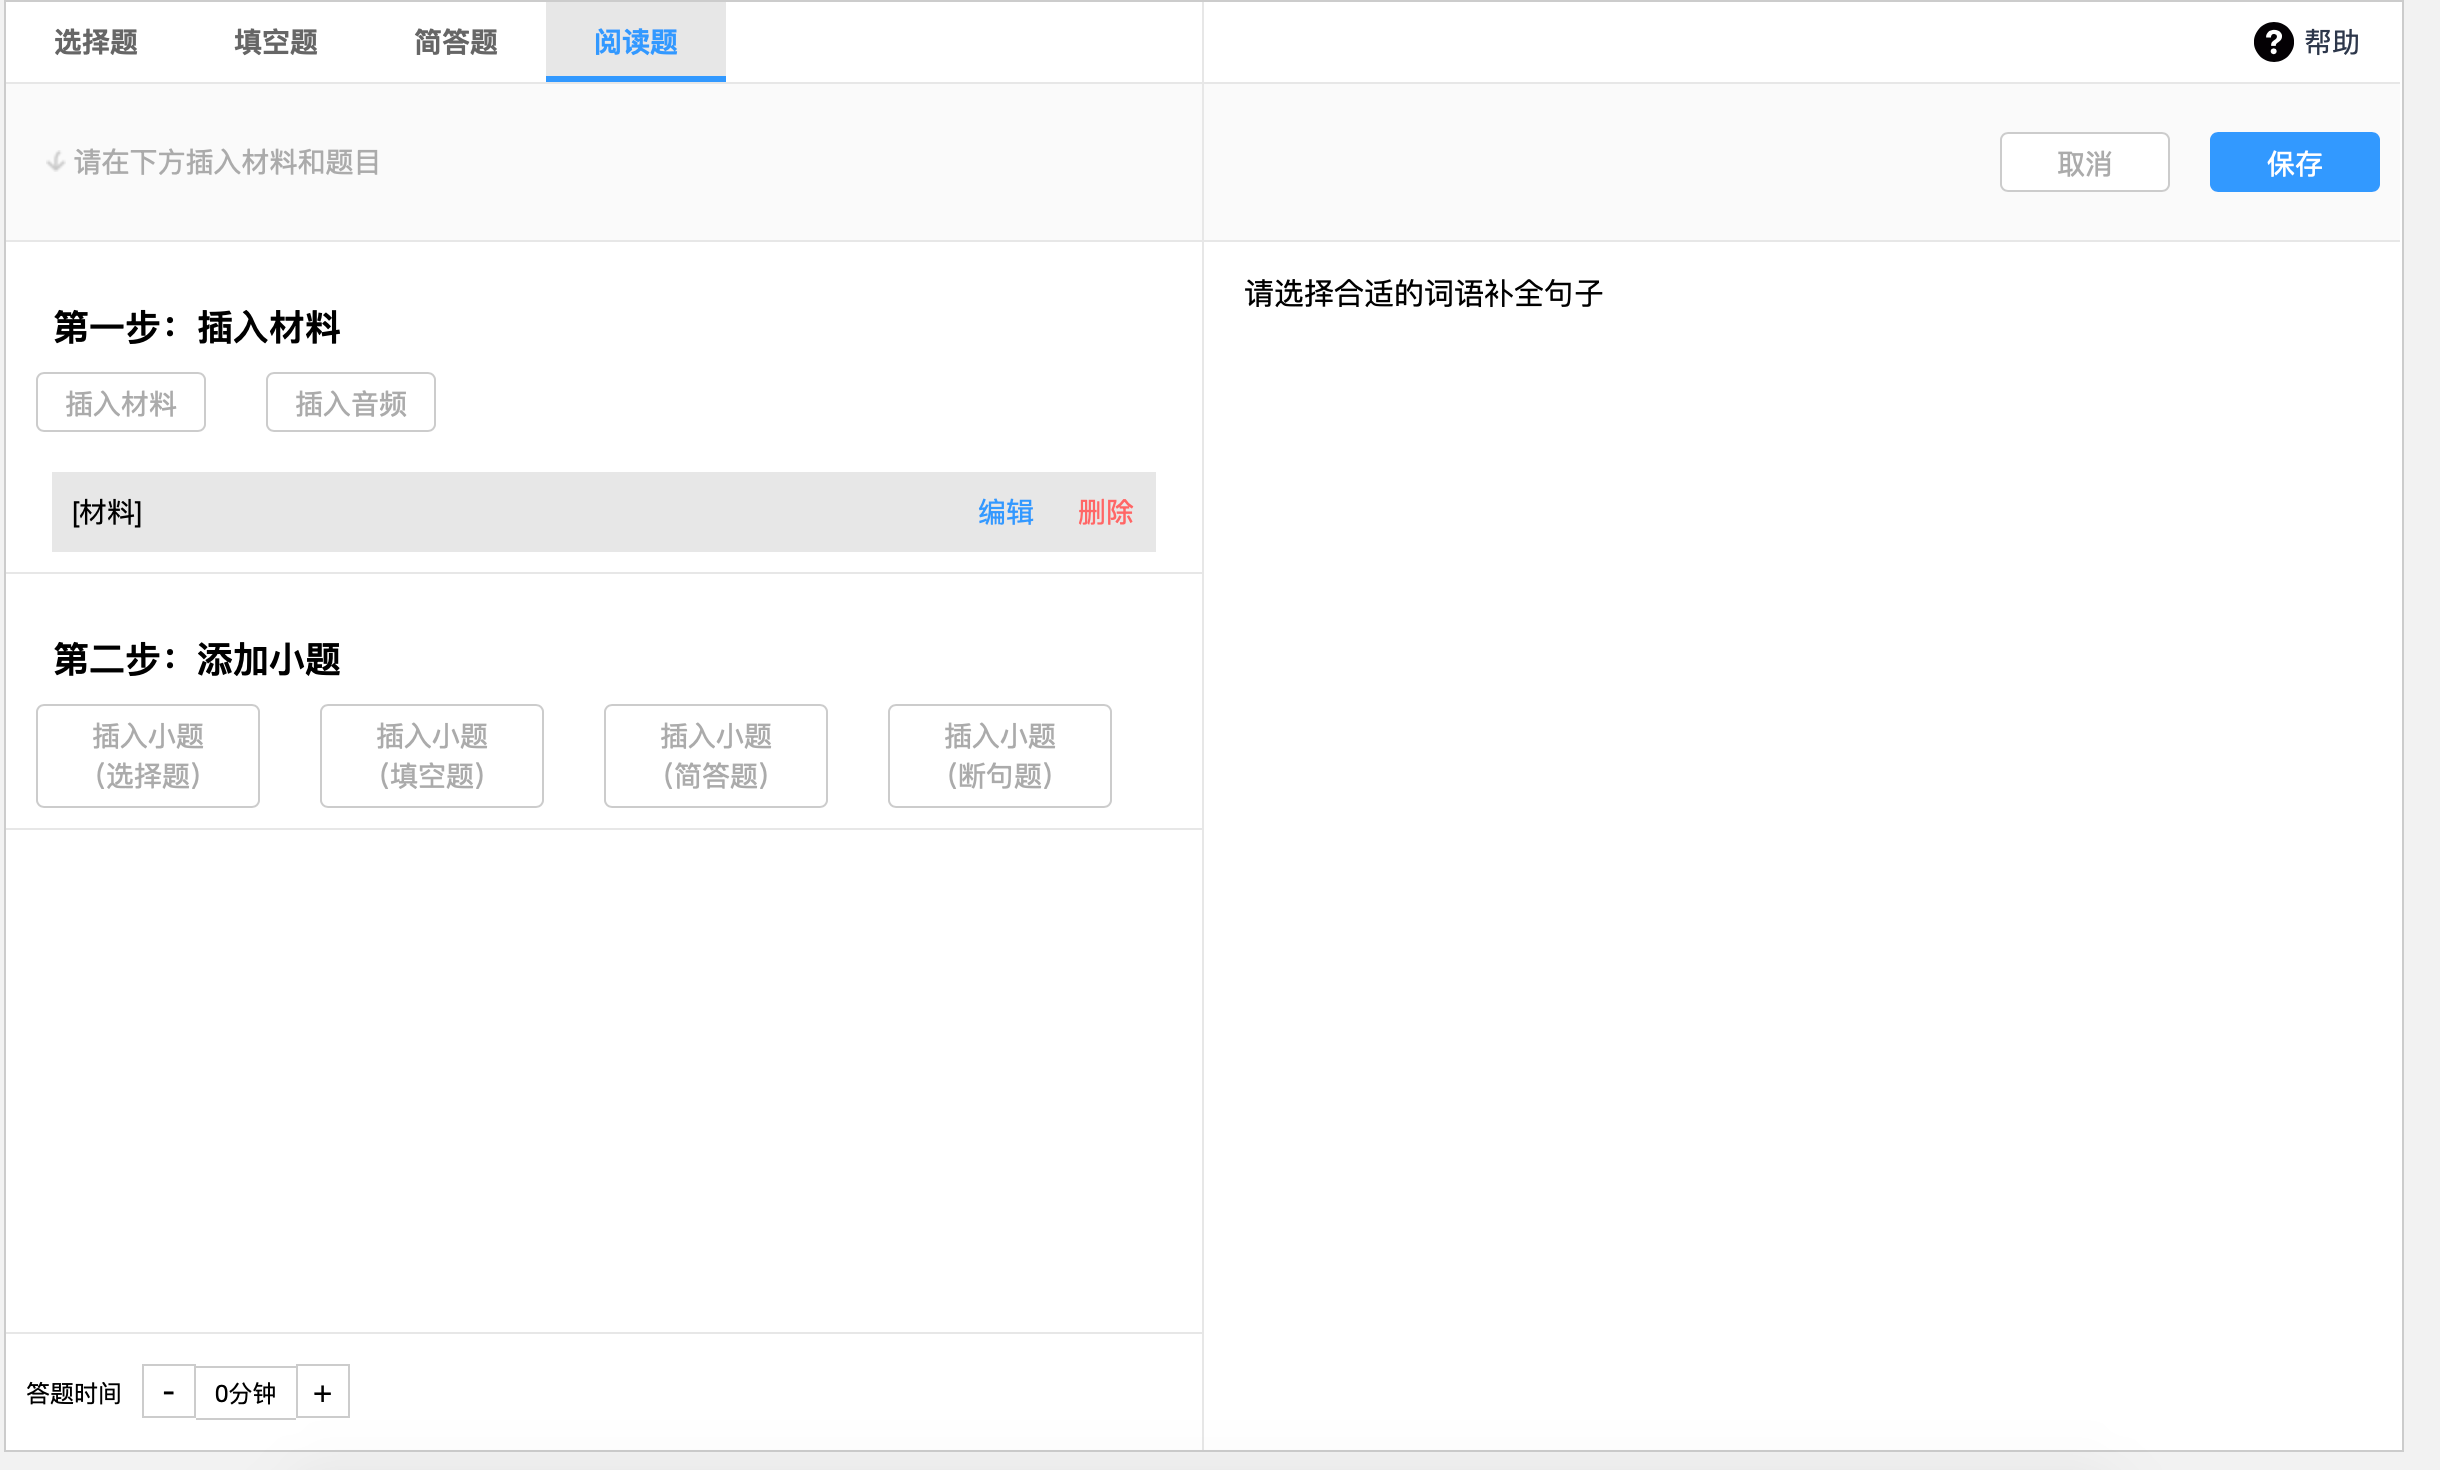 选择题
填空题
简答题
阅读题
帮助
请在下方插入材料和题目
取消
保存
第一步：插入材料
插入材料
插入音频
[材料]
编辑
删除
第二步：添加小题
插入小题
（选择题）
插入小题
（填空题）
插入小题
（简答题）
插入小题
（断句题）
答题时间
-
0分钟
+
请选择合适的词语补全句子